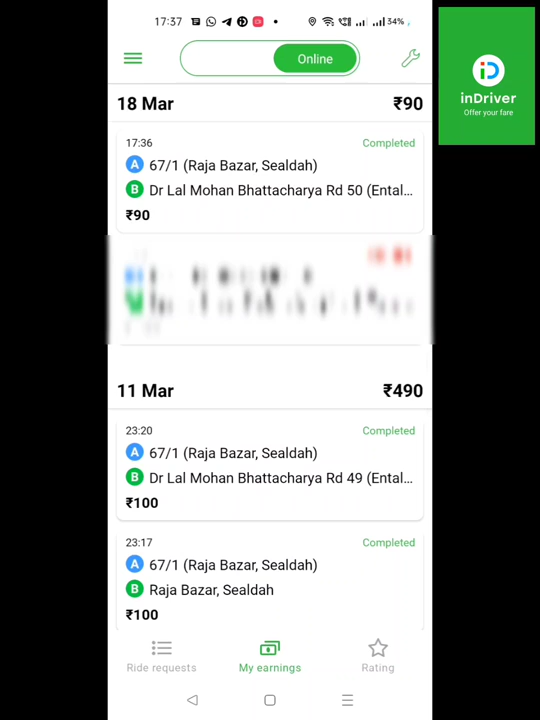 17:37
34%
Online
18 Mar ₹90
17:36 Completed
A 67/1 (Raja Bazar, Sealdah)
B Dr Lal Mohan Bhattacharya Rd 50 (Ental...
₹90
11 Mar ₹490
23:20 Completed
A 67/1 (Raja Bazar, Sealdah)
B Dr Lal Mohan Bhattacharya Rd 49 (Ental...
₹100
23:17 Completed
A 67/1 (Raja Bazar, Sealdah)
B Raja Bazar, Sealdah
₹100
Ride requests My earnings Rating
iD
inDriver
Offer your fare